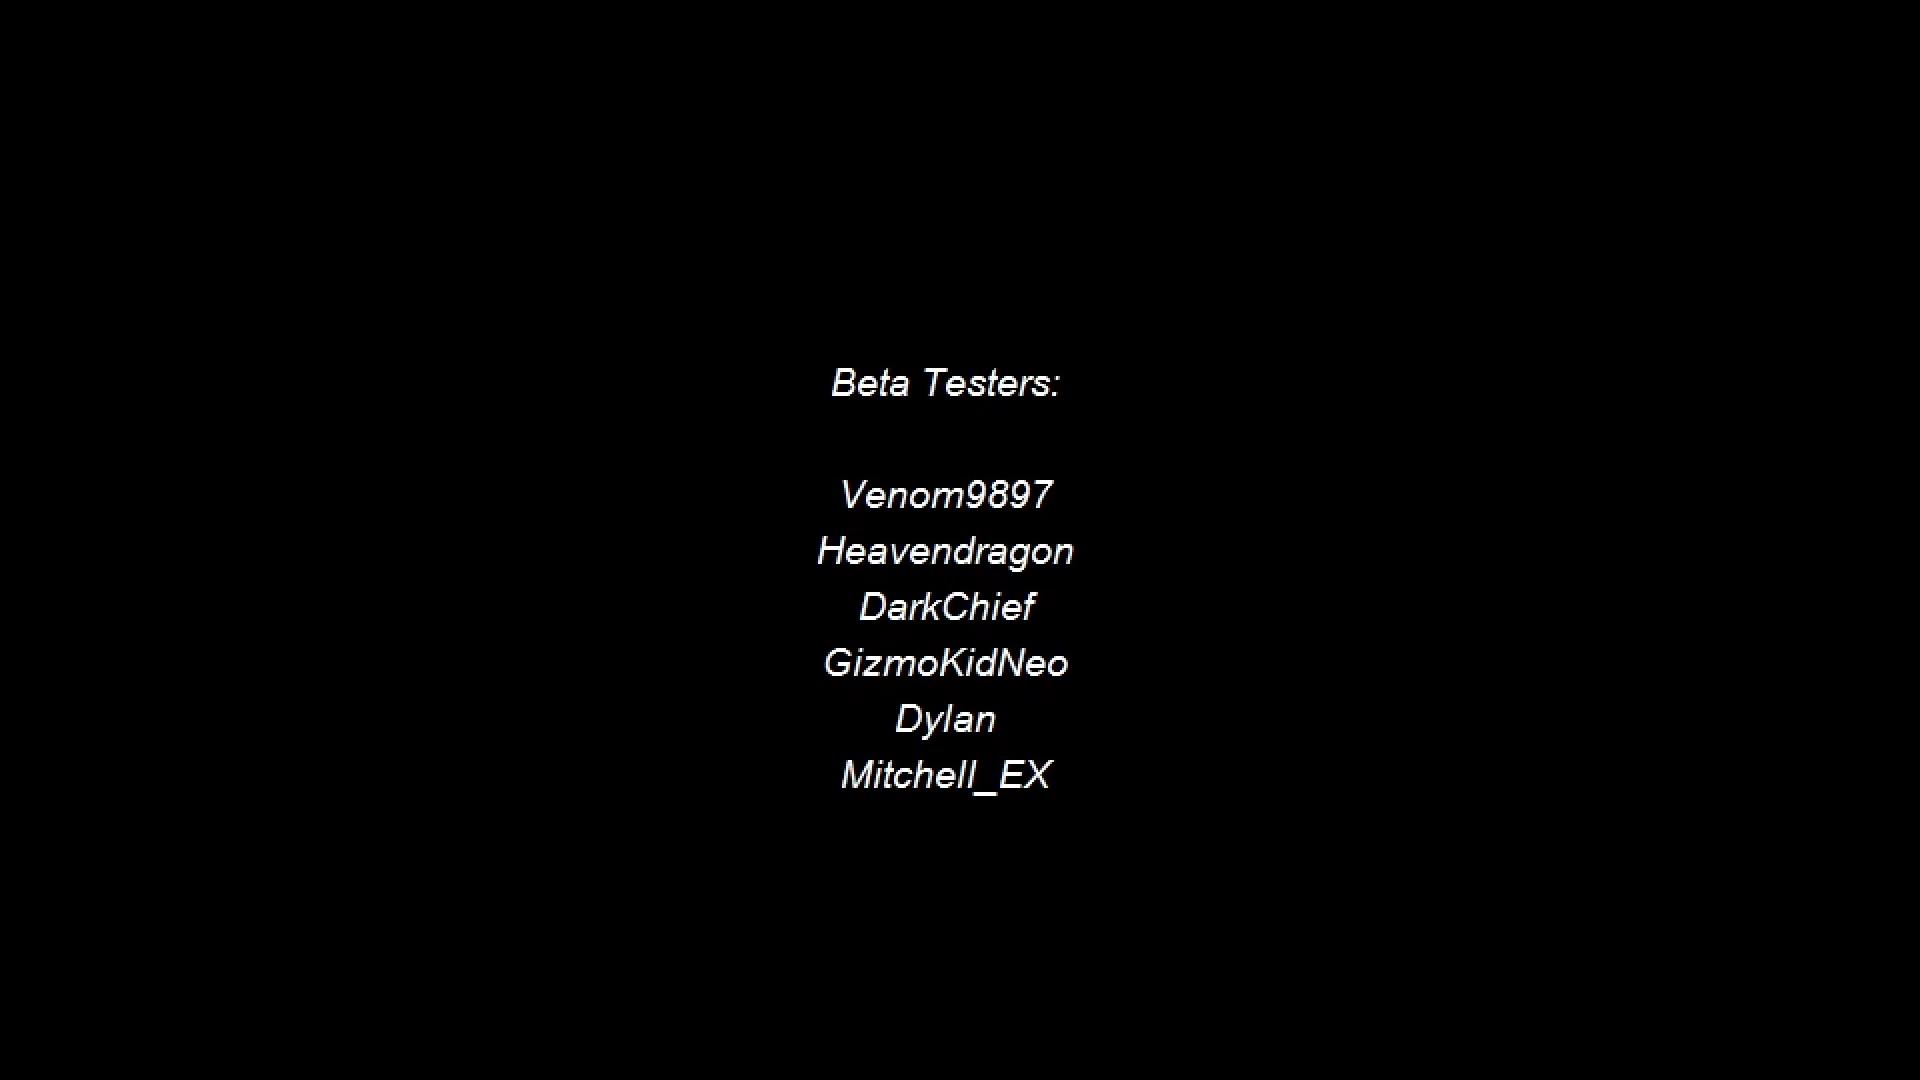 Beta Testers:
Venom9897
Heavendragon
DarkChief
GizmoKidNeo
Dylan
Mitchell_EX